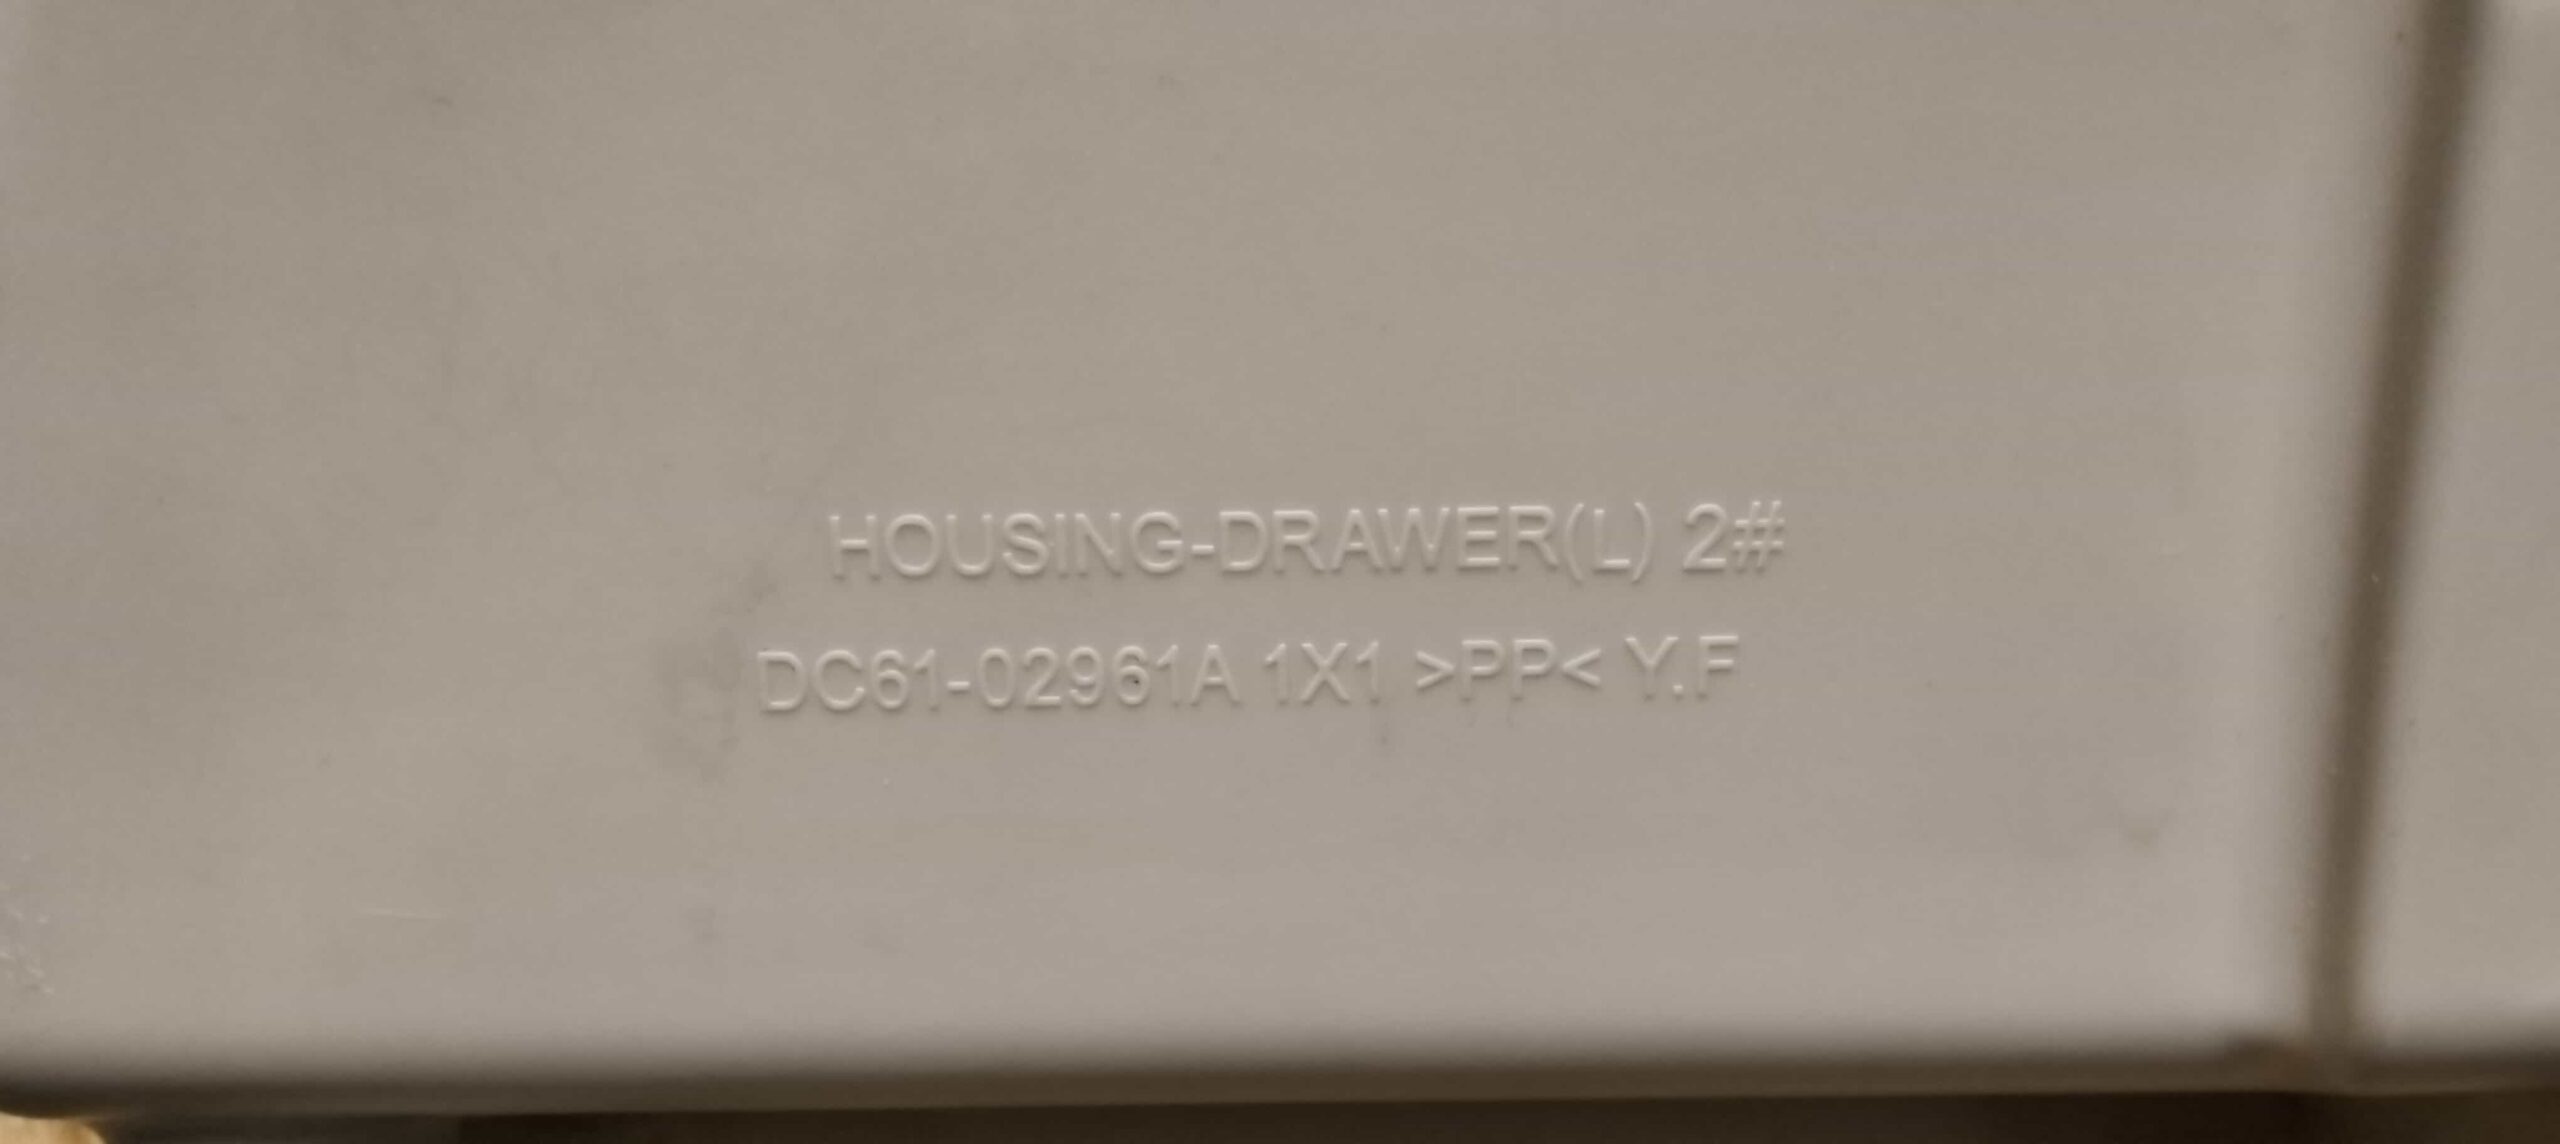 HOUSING-DRAWER(L) 2#
DC61-02961A 1X1 >PP< Y.F